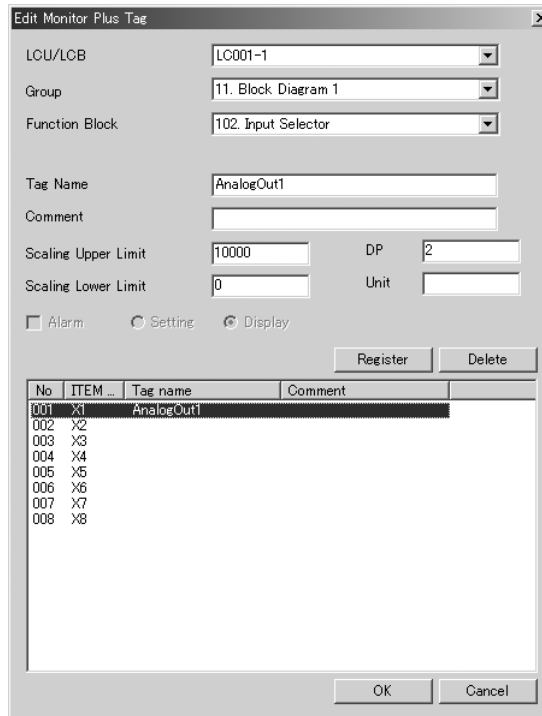 Edit Monitor Plus Tag
LCU/LCB LC001-1
Group 11. Block Diagram 1
Function Block 102. Input Selector
Tag Name AnalogOut1
Comment
Scaling Upper Limit 10000 DP 2
Scaling Lower Limit 0 Unit
Alarm Setting Display
Register Delete
No ITEM ... Tag name Comment
001 X1 AnalogOut1
002 X2
003 X3
004 X4
005 X5
006 X6
007 X7
008 X8
OK Cancel